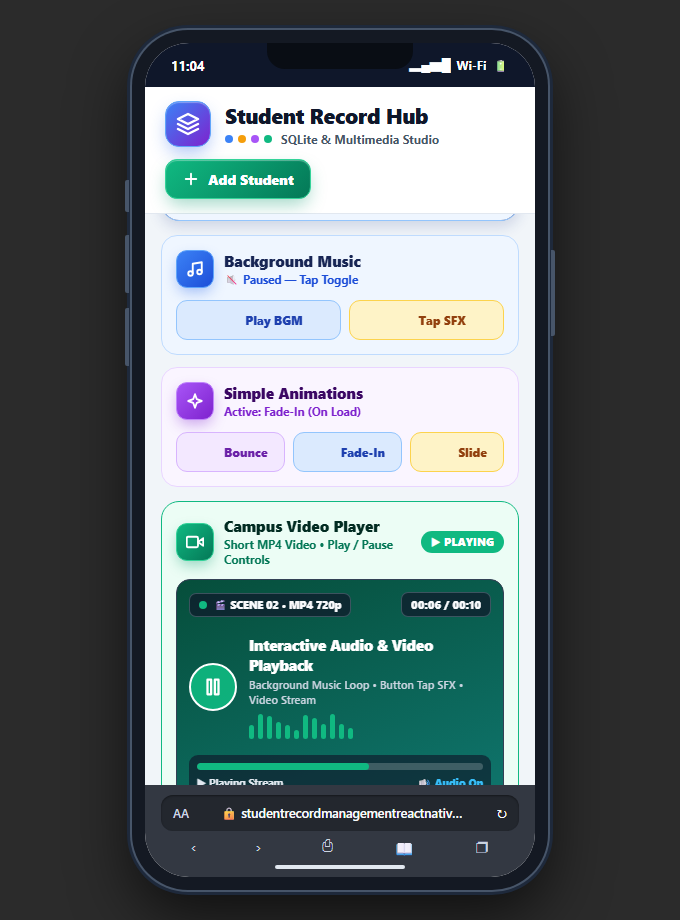 11:04
Wi-Fi
Student Record Hub
SQLite & Multimedia Studio
+ Add Student
Background Music
Paused — Tap Toggle
Play BGM
Tap SFX
Simple Animations
Active: Fade-In (On Load)
Bounce
Fade-In
Slide
Campus Video Player
Short MP4 Video • Play / Pause
Controls
▶ PLAYING
SCENE 02 • MP4 720p
00:06 / 00:10
Interactive Audio & Video
Playback
Background Music Loop • Button Tap SFX •
Video Stream
▶ Playing Stream
Audio On
AA
studentrecordmanagementreactnativ...